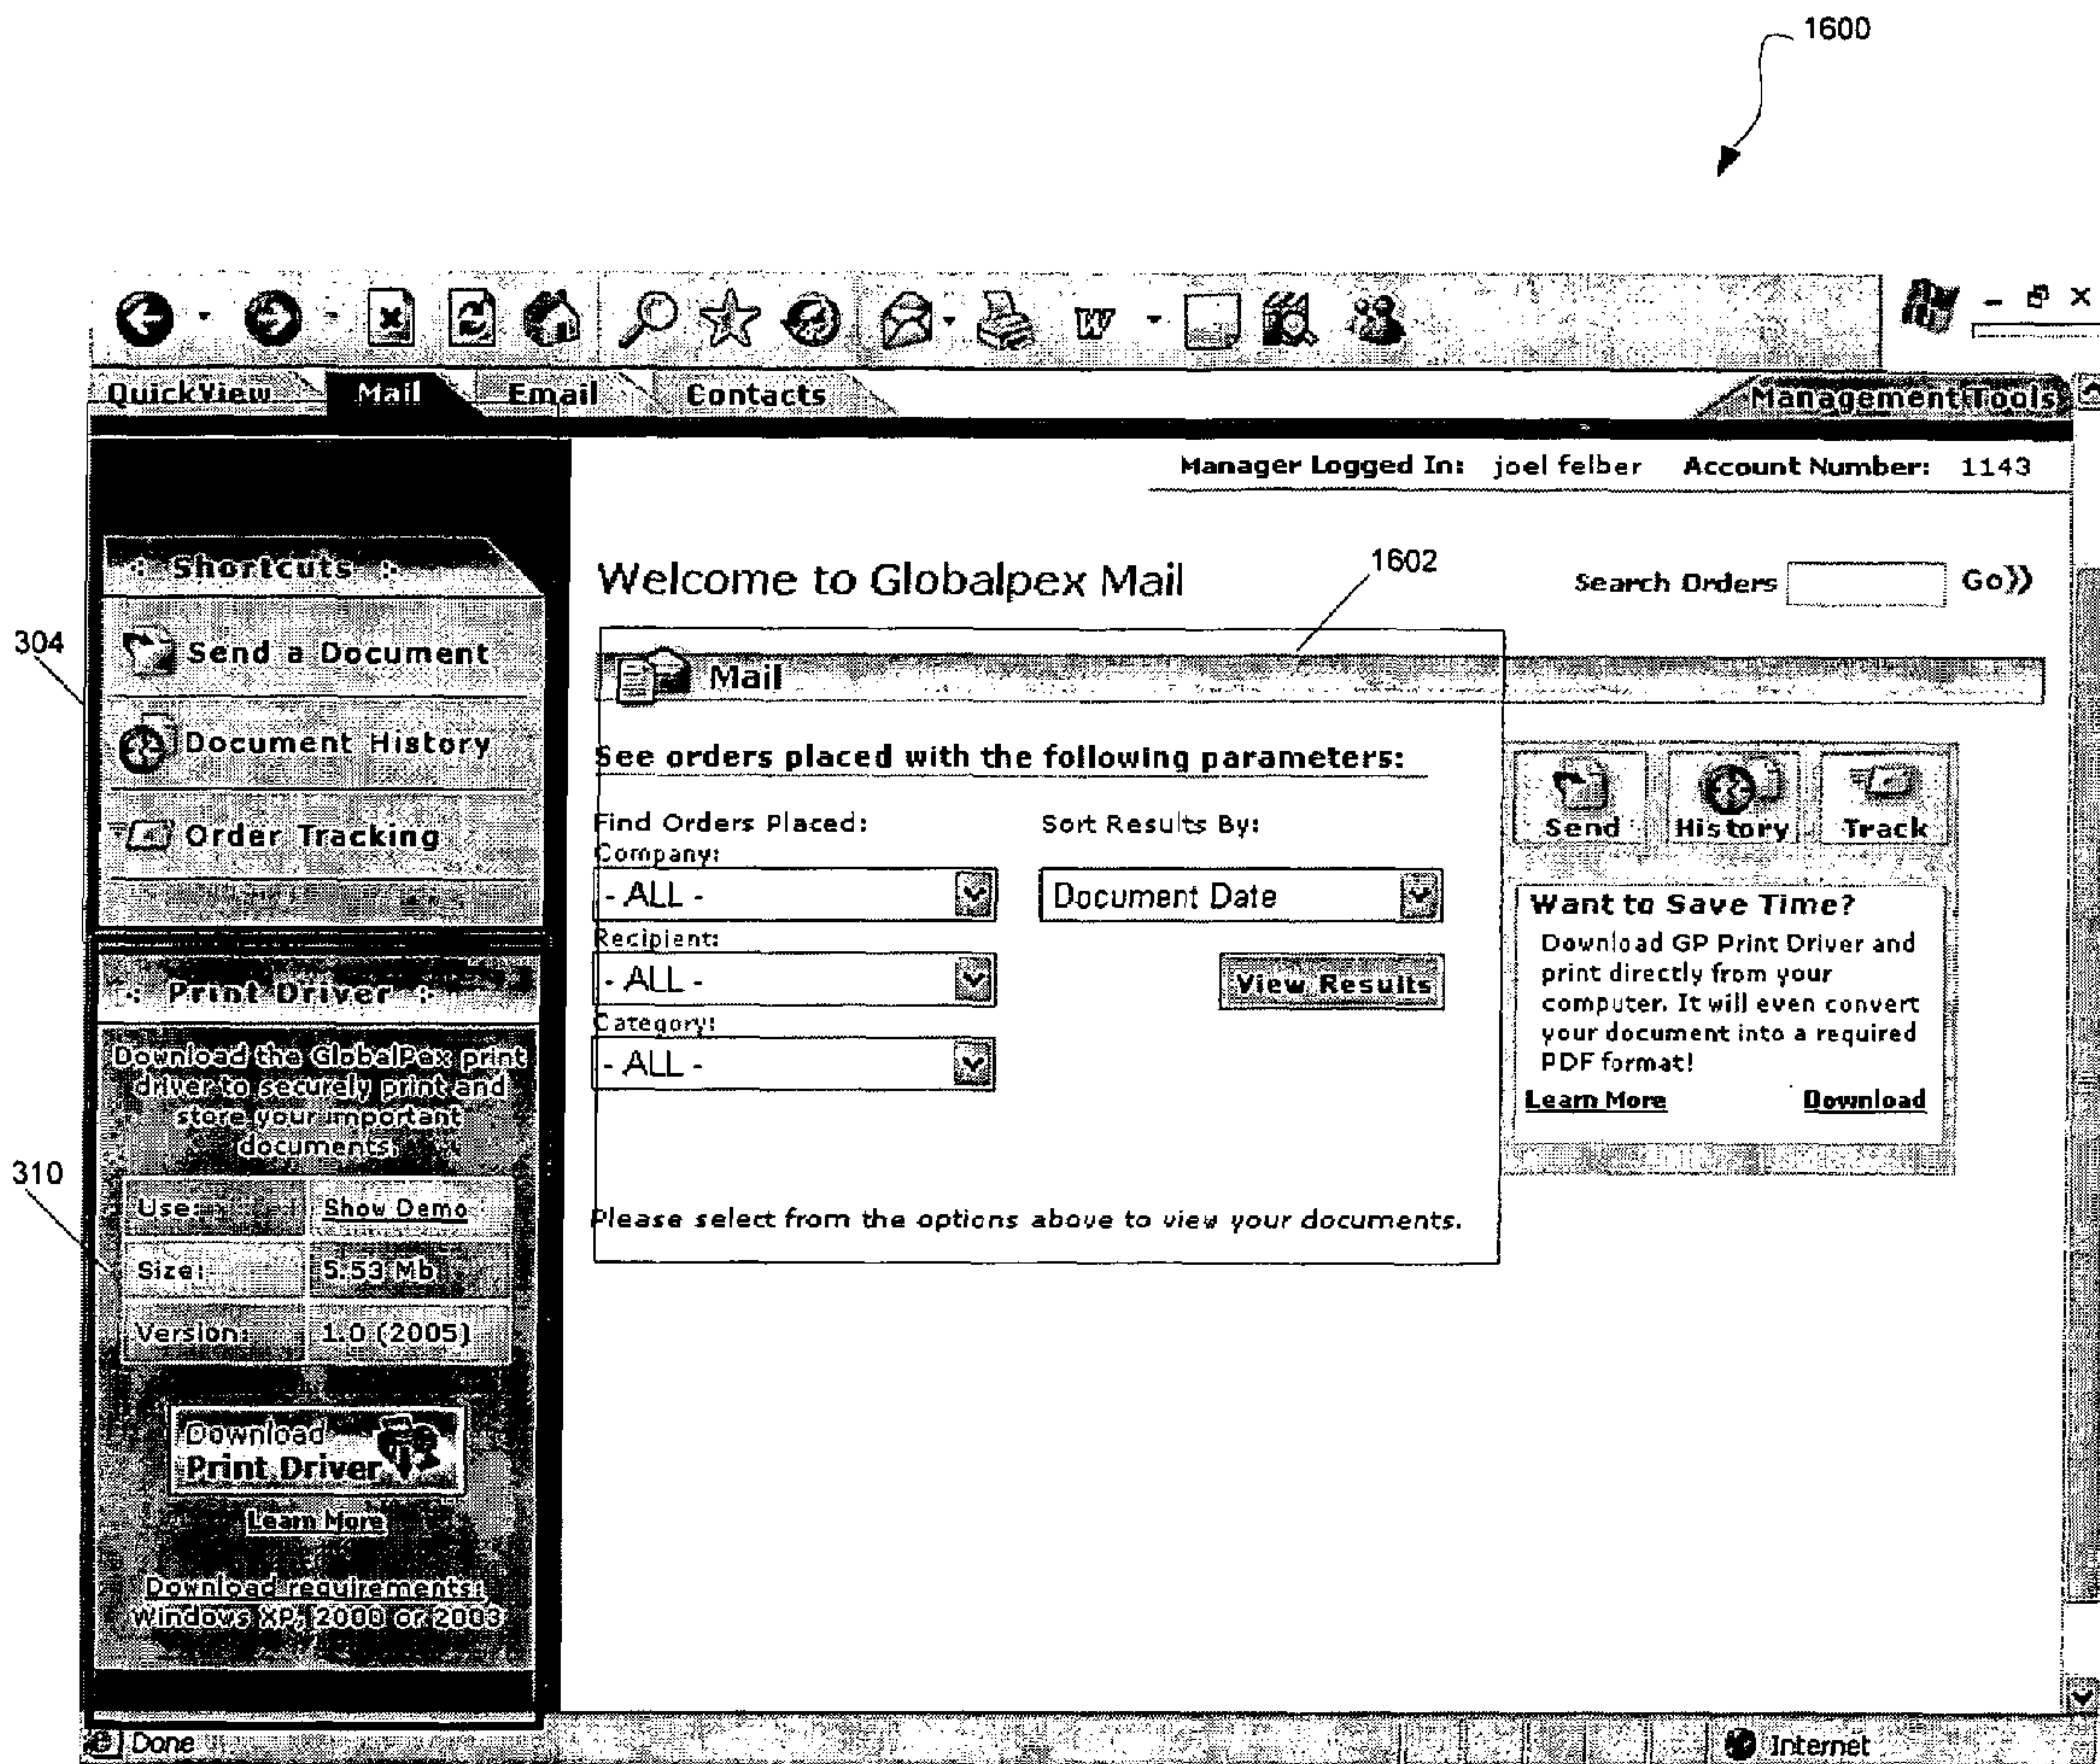 1600
QuickView Mail Email Contacts Management Tools
Manager Logged In: joel felber Account Number: 1143
Shortcuts
304
Send a Document
Document History
Order Tracking
Print Driver
Download the GlobalPex print
driver to securely print and
store your important
documents.
310
Use: Show Demo
Size: 5.53 Mb
Version: 1.0 (2005)
Download
Print Driver
Learn More
Download requirements:
Windows XP, 2000 or 2003
Welcome to Globalpex Mail
1602
Search Orders Go
Mail
See orders placed with the following parameters:
Find Orders Placed: Sort Results By:
Company:
- ALL - Document Date
Recipient:
- ALL - View Results
Category:
- ALL -
Please select from the options above to view your documents.
Send History Track
Want to Save Time?
Download GP Print Driver and
print directly from your
computer. It will even convert
your document into a required
PDF format!
Learn More Download
Done Internet